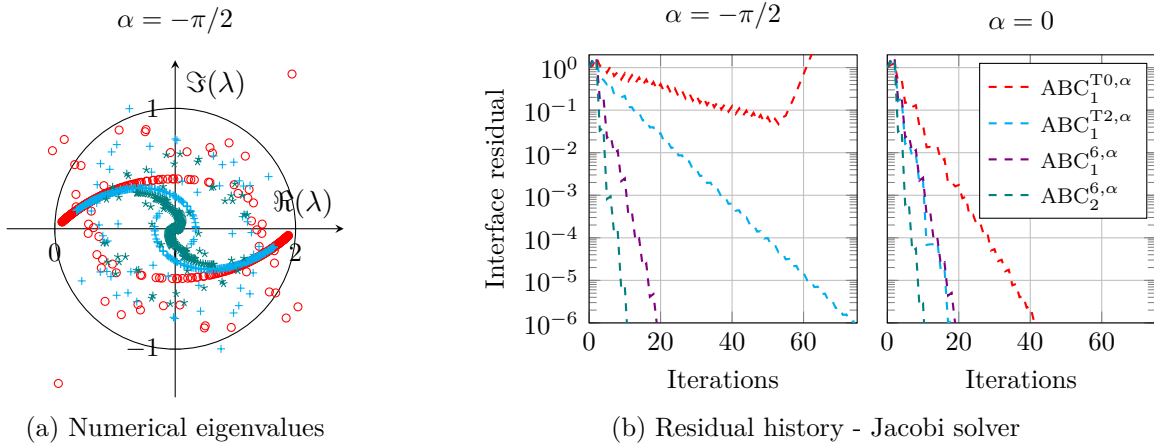 α = −π/2
ℑ(λ)
1
ℜ(λ)
0
2
−1
(a) Numerical eigenvalues
α = −π/2
α = 0
Interface residual
10^0
10^−1
10^−2
10^−3
10^−4
10^−5
10^−6
0 20 40 60
Iterations
0 20 40 60
Iterations
ABC_1^{T0,α}
ABC_1^{T2,α}
ABC_1^{6,α}
ABC_2^{6,α}
(b) Residual history - Jacobi solver